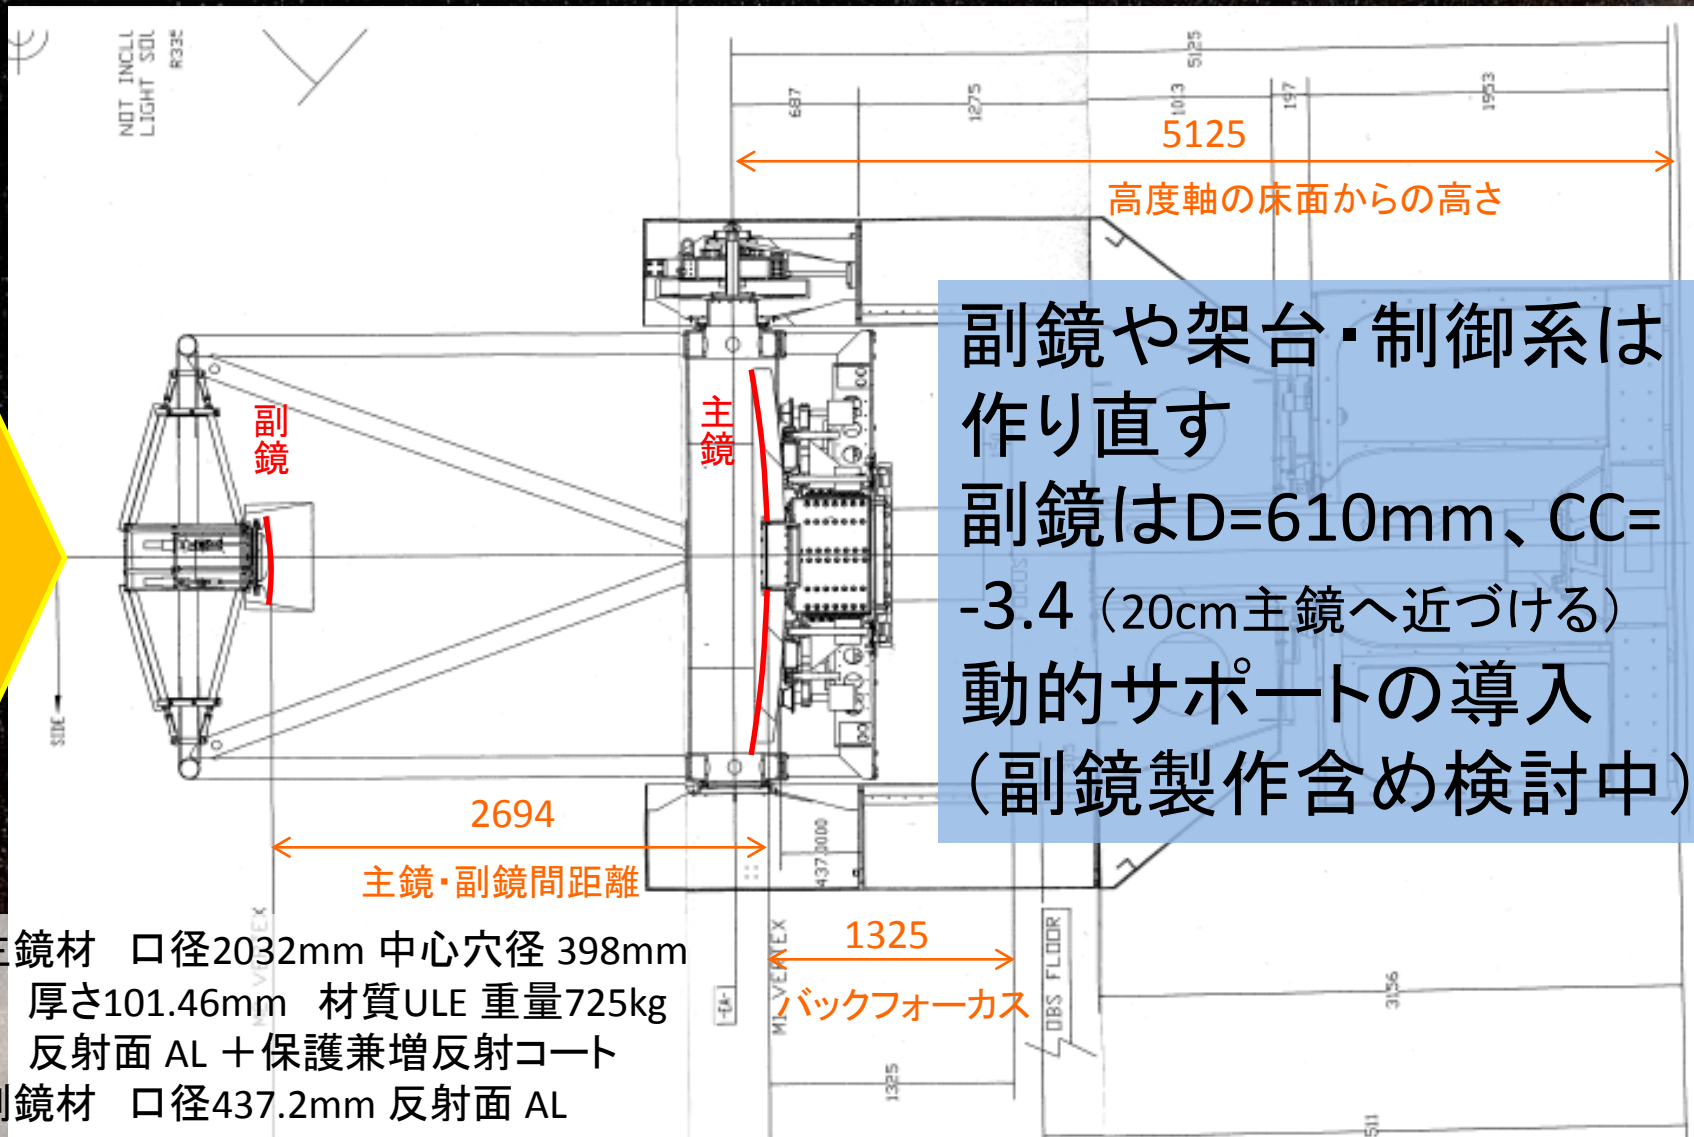 NOT INCLU
LIGHT SOU
R335
5125
687
1275
1013
197
1953
5125
高度軸の床面からの高さ
副鏡
主鏡
副鏡や架台・制御系は
作り直す
副鏡はD=610mm、CC=
-3.4（20cm主鏡へ近づける）
動的サポートの導入
（副鏡製作含め検討中）
SIDE
2694
主鏡・副鏡間距離
437.0000
VERTEX
M1 VERTEX
-EA-
1325
バックフォーカス
OBS FLOOR
3156
1325
511
主鏡材 口径2032mm 中心穴径 398mm
厚さ101.46mm 材質ULE 重量725kg
反射面 AL ＋保護兼増反射コート
副鏡材 口径437.2mm 反射面 AL